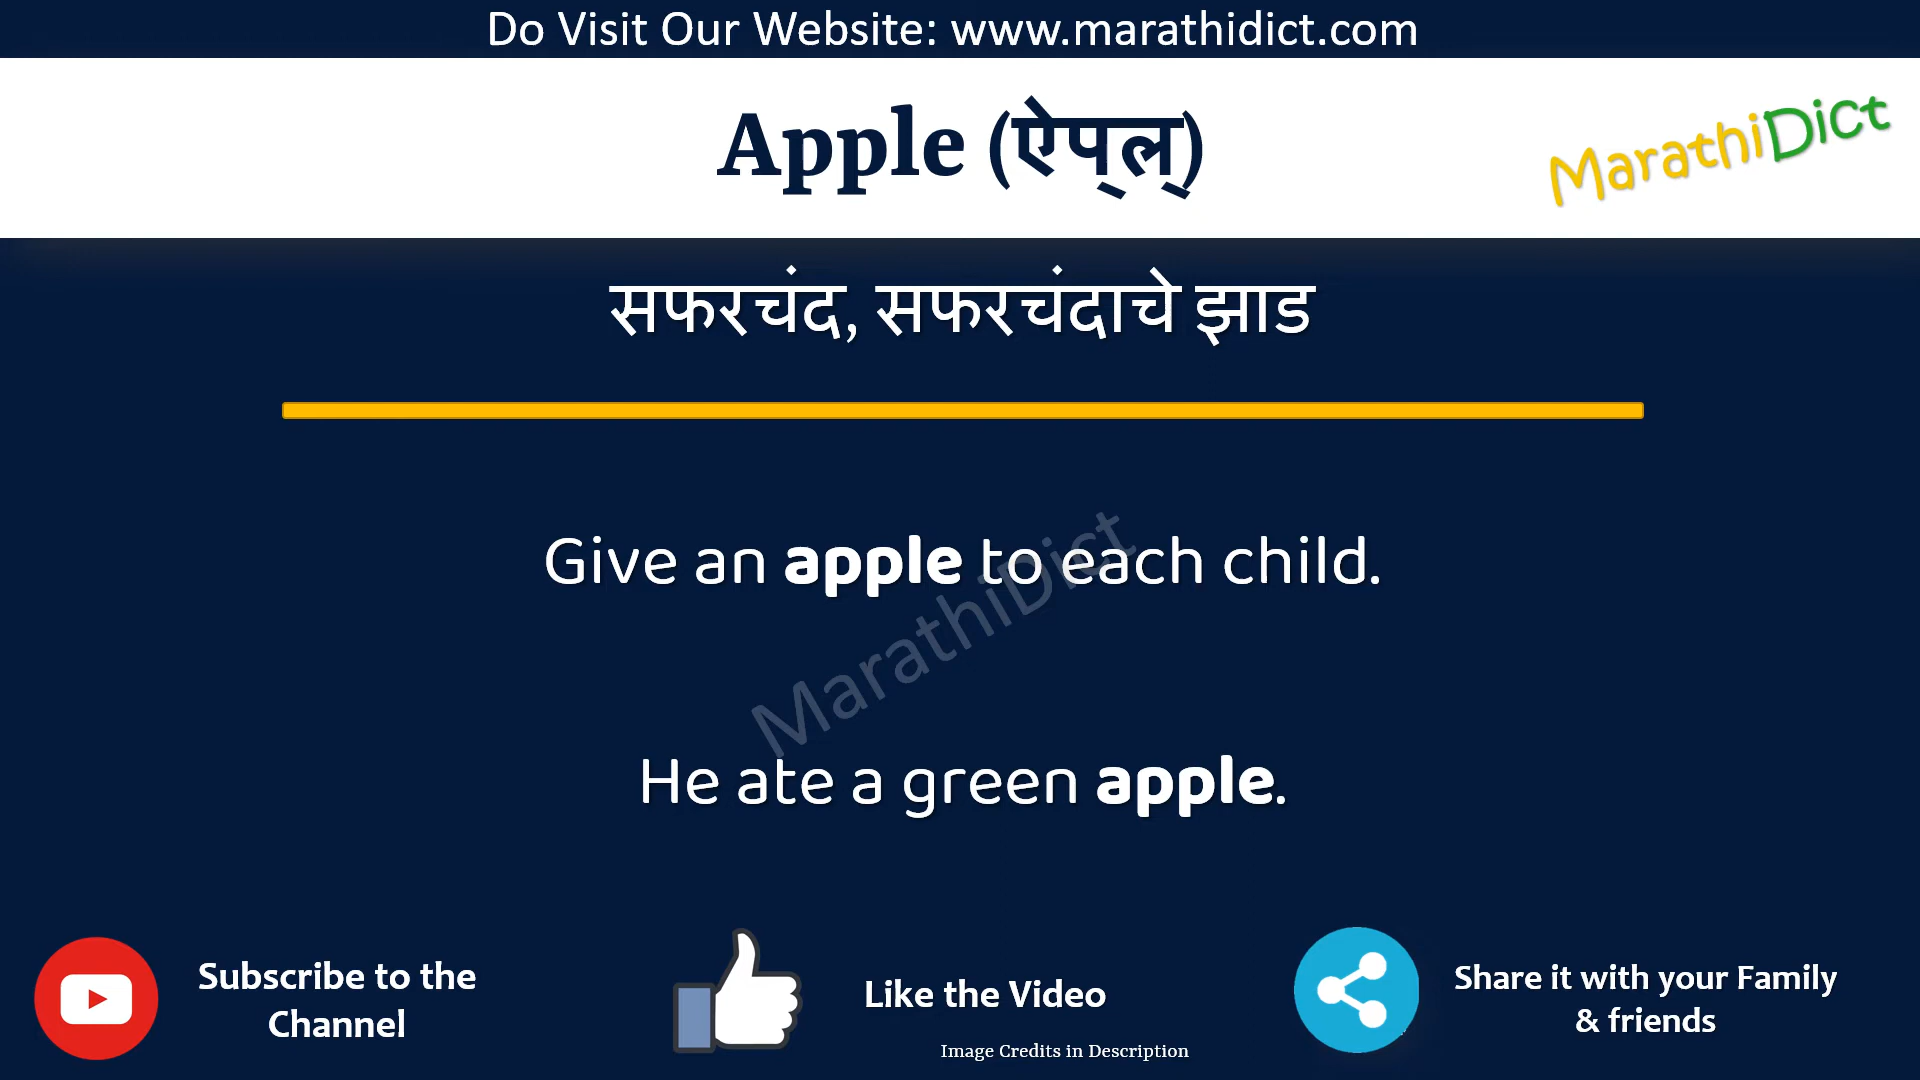 Do Visit Our Website: www.marathidict.com
Apple (ऐप्‌ल्)
MarathiDict
सफरचंद, सफरचंदाचे झाड
Give an apple to each child.
MarathiDict
He ate a green apple.
Subscribe to the
Channel
Like the Video
Share it with your Family
& friends
Image Credits in Description